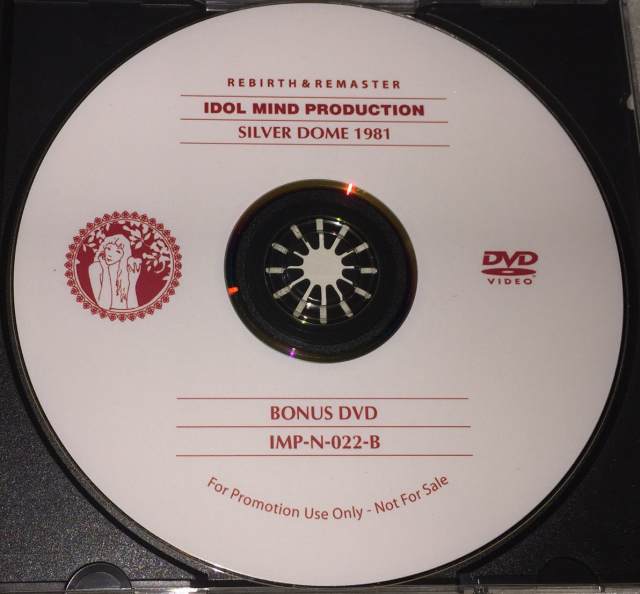 REBIRTH & REMASTER
IDOL MIND PRODUCTION
SILVER DOME 1981
DVD
VIDEO
BONUS DVD
IMP-N-022-B
For Promotion Use Only - Not For Sale